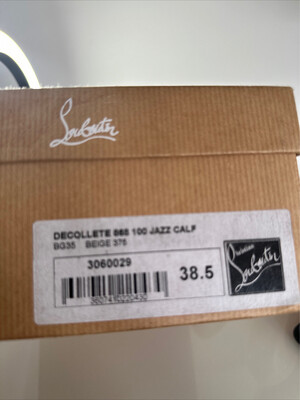 Louboutin
DECOLLETE 868 100 JAZZ CALF
BG35 BEIGE 375
3060029
38.5
Christian
Louboutin